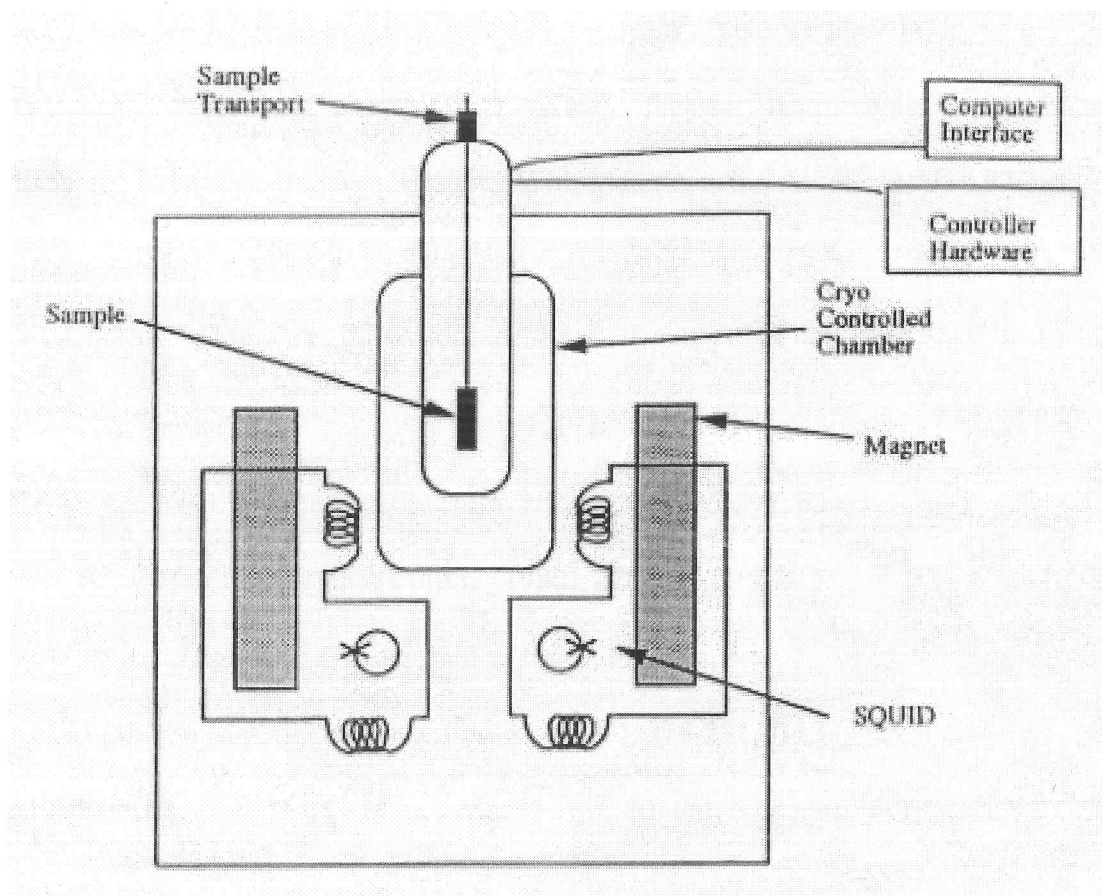 Sample
Transport
Computer
Interface
Controller
Hardware
Cryo
Controlled
Chamber
Sample
Magnet
SQUID